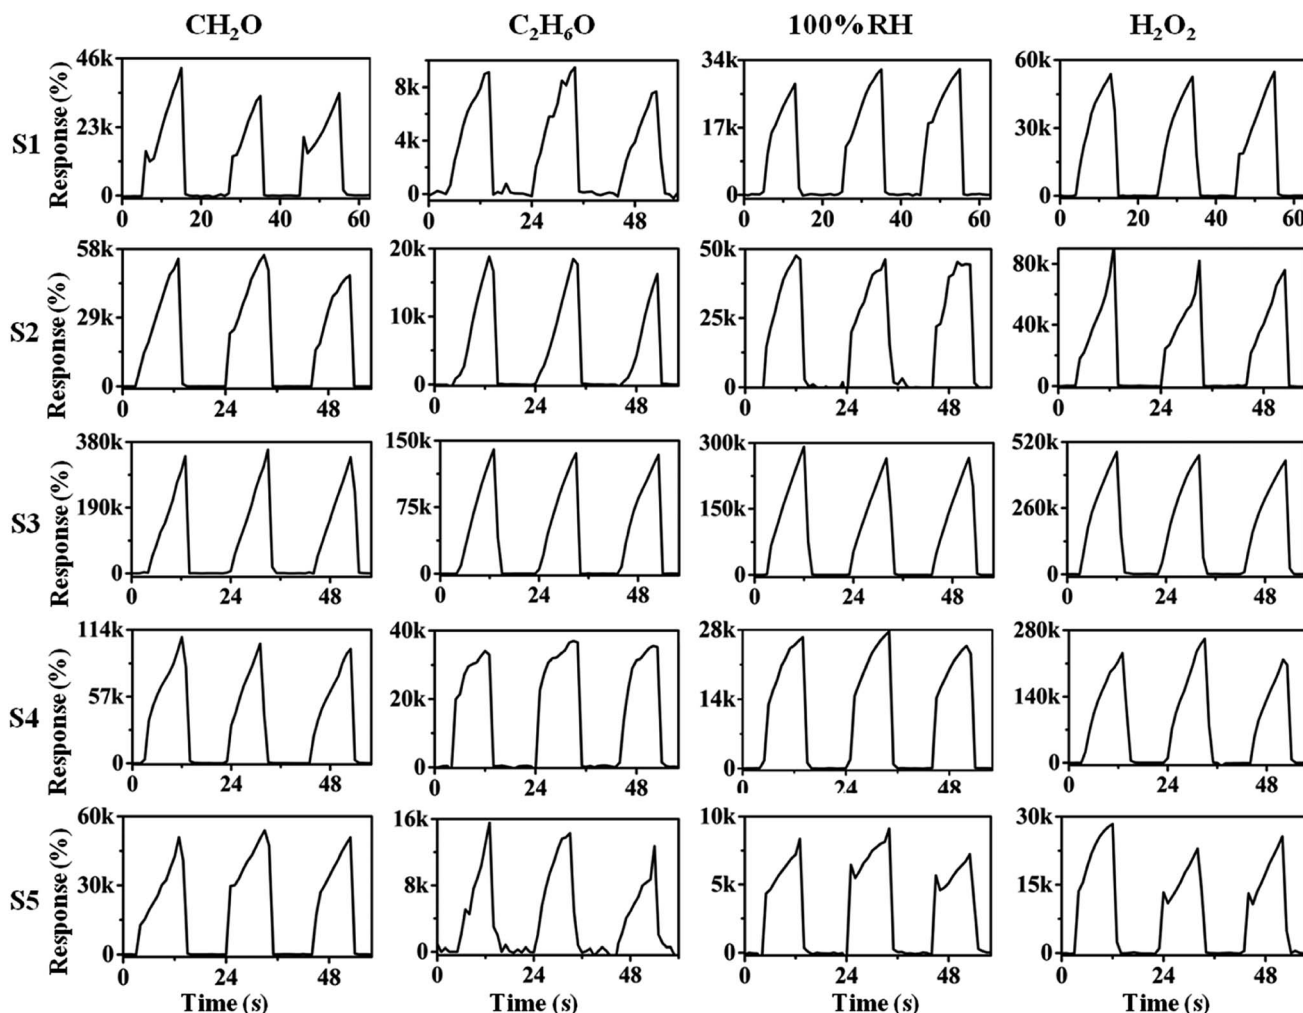 CH₂O C₂H₆O 100%RH H₂O₂
S1 Response (%) 46k 23k 0 0 20 40 60 8k 4k 0 0 24 48 34k 17k 0 0 20 40 60 60k 30k 0 0 20 40 60
S2 Response (%) 58k 29k 0 0 24 48 20k 10k 0 0 24 48 50k 25k 0 0 24 48 80k 40k 0 0 24 48
S3 Response (%) 380k 190k 0 0 24 48 150k 75k 0 0 24 48 300k 150k 0 0 24 48 520k 260k 0 0 24 48
S4 Response (%) 114k 57k 0 0 24 48 40k 20k 0 0 24 48 28k 14k 0 0 24 48 280k 140k 0 0 24 48
S5 Response (%) 60k 30k 0 0 24 48 16k 8k 0 0 24 48 10k 5k 0 0 24 48 30k 15k 0 0 24 48
Time (s) Time (s) Time (s) Time (s)